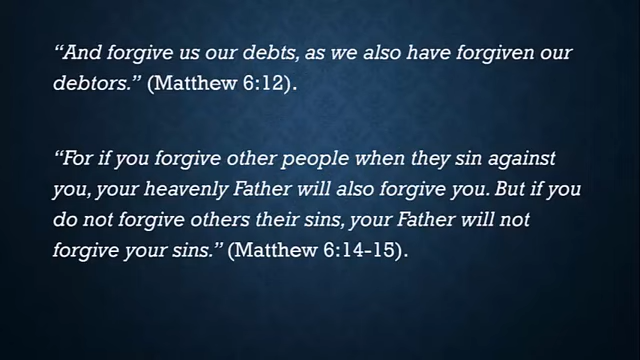 “And forgive us our debts, as we also have forgiven our
debtors.” (Matthew 6:12).
“For if you forgive other people when they sin against
you, your heavenly Father will also forgive you. But if you
do not forgive others their sins, your Father will not
forgive your sins.” (Matthew 6:14-15).